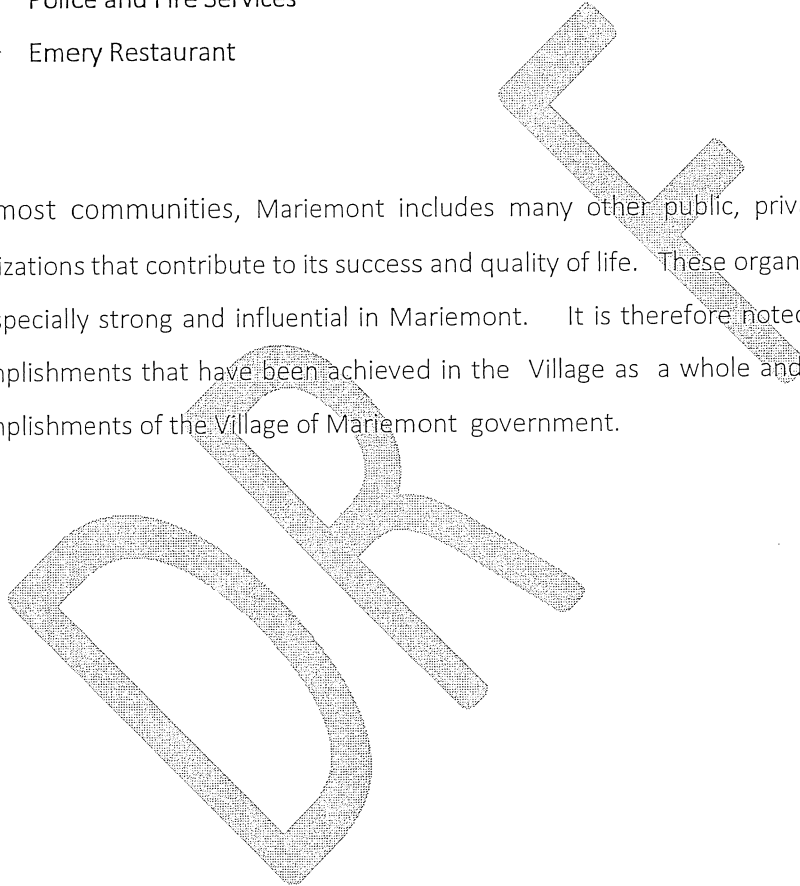 Police and Fire Services
Emery Restaurant
most communities, Mariemont includes many other public, priv
izations that contribute to its success and quality of life. These organ
specially strong and influential in Mariemont. It is therefore noted
nplishments that have been achieved in the Village as a whole and
nplishments of the Village of Mariemont government.
D R F